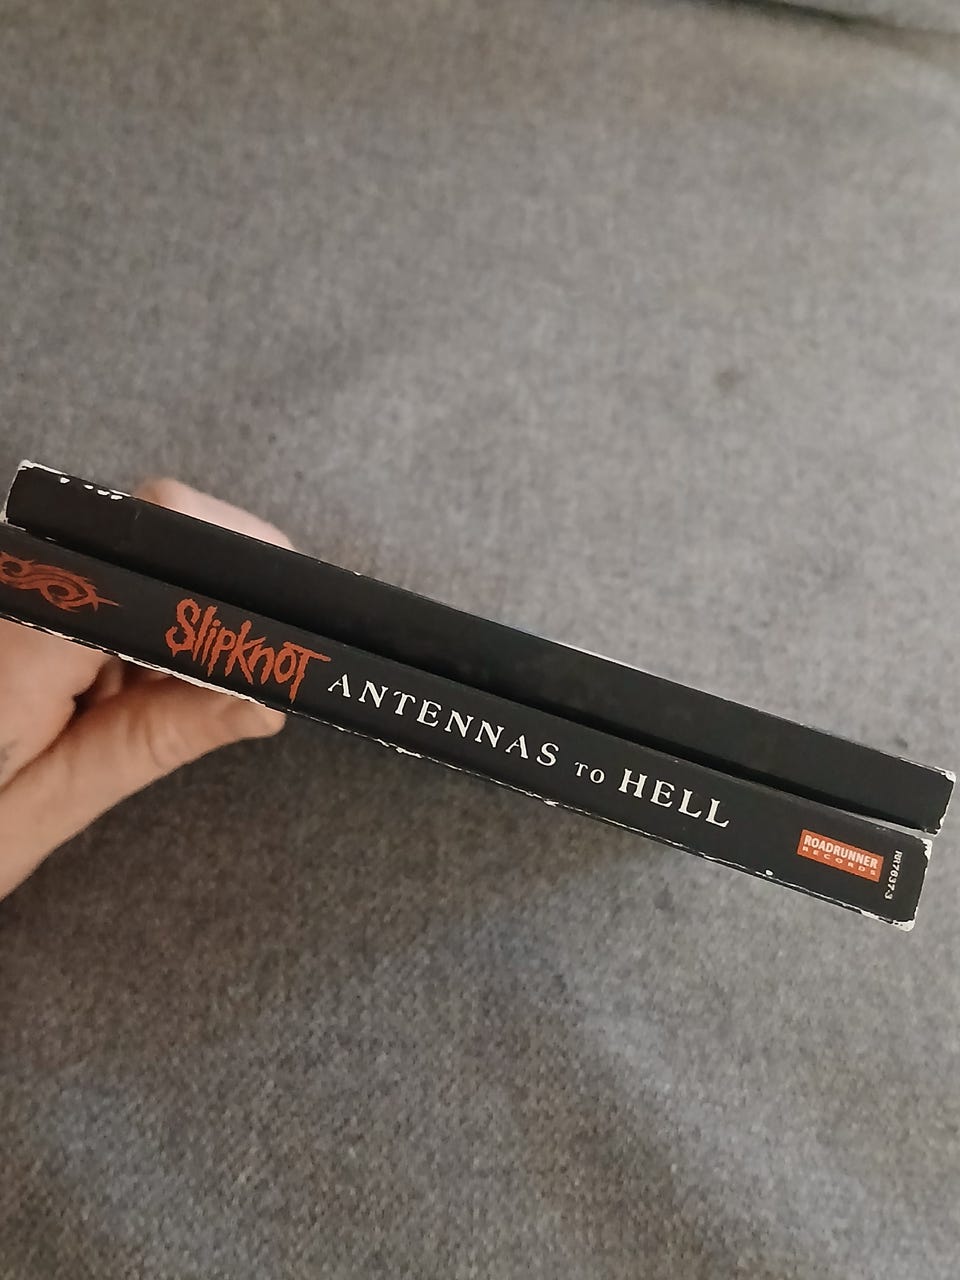 Slipknot ANTENNAS TO HELL
ROADRUNNER
RECORDS
RR7637-3